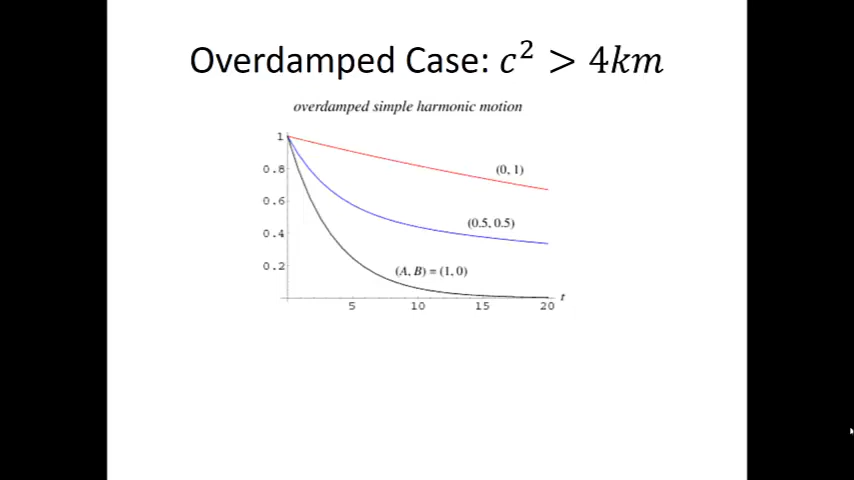 Overdamped Case: c² > 4km
overdamped simple harmonic motion
1
0.8
0.6
0.4
0.2
(0, 1)
(0.5, 0.5)
(A, B) = (1, 0)
5 10 15 20 t